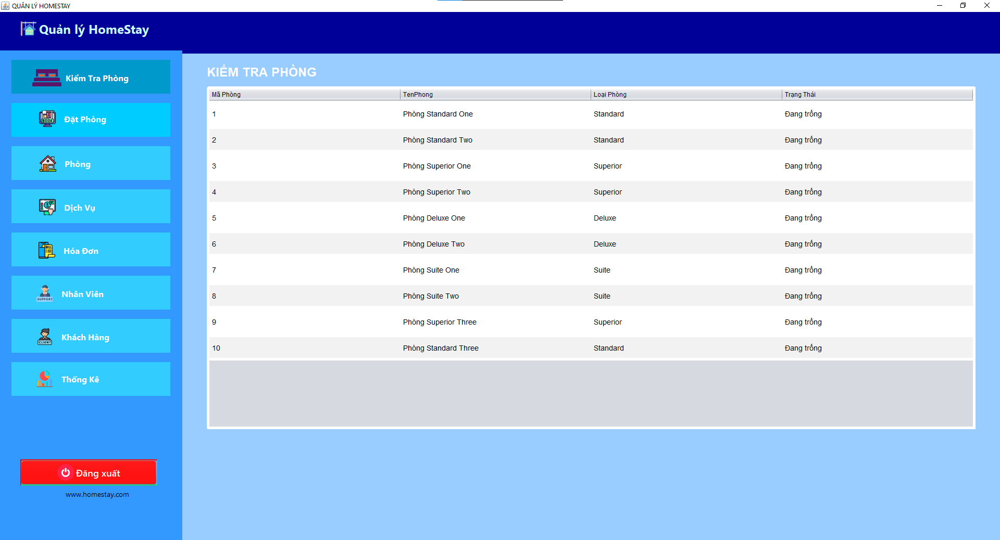 QUẢN LÝ HOMESTAY
Quản lý HomeStay
Kiểm Tra Phòng
Đặt Phòng
Phòng
Dịch Vụ
Hóa Đơn
Nhân Viên
Khách Hàng
Thống Kê
Đăng xuất
www.homestay.com
KIỂM TRA PHÒNG
Mã Phòng TenPhong Loại Phòng Trạng Thái
1 Phòng Standard One Standard Đang trống
2 Phòng Standard Two Standard Đang trống
3 Phòng Superior One Superior Đang trống
4 Phòng Superior Two Superior Đang trống
5 Phòng Deluxe One Deluxe Đang trống
6 Phòng Deluxe Two Deluxe Đang trống
7 Phòng Suite One Suite Đang trống
8 Phòng Suite Two Suite Đang trống
9 Phòng Superior Three Superior Đang trống
10 Phòng Standard Three Standard Đang trống
BOOK
BILL
SUPPORT
CLIENT